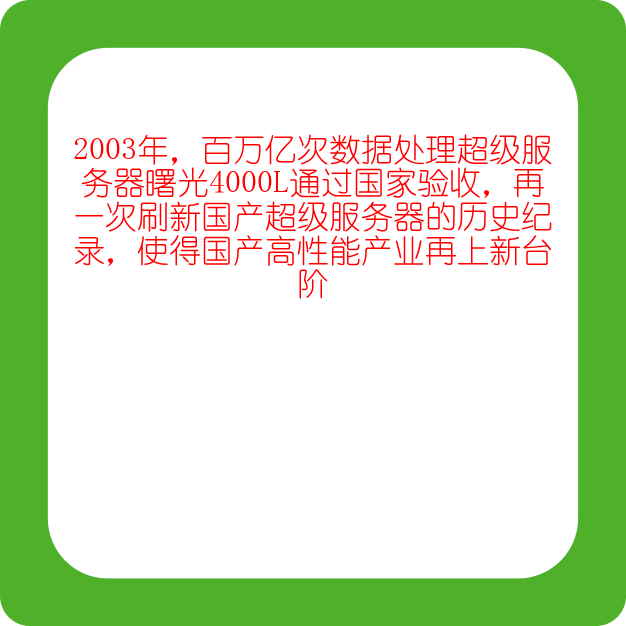 2003年，百万亿次数据处理超级服
务器曙光4000L通过国家验收，再
一次刷新国产超级服务器的历史纪
录，使得国产高性能产业再上新台
阶